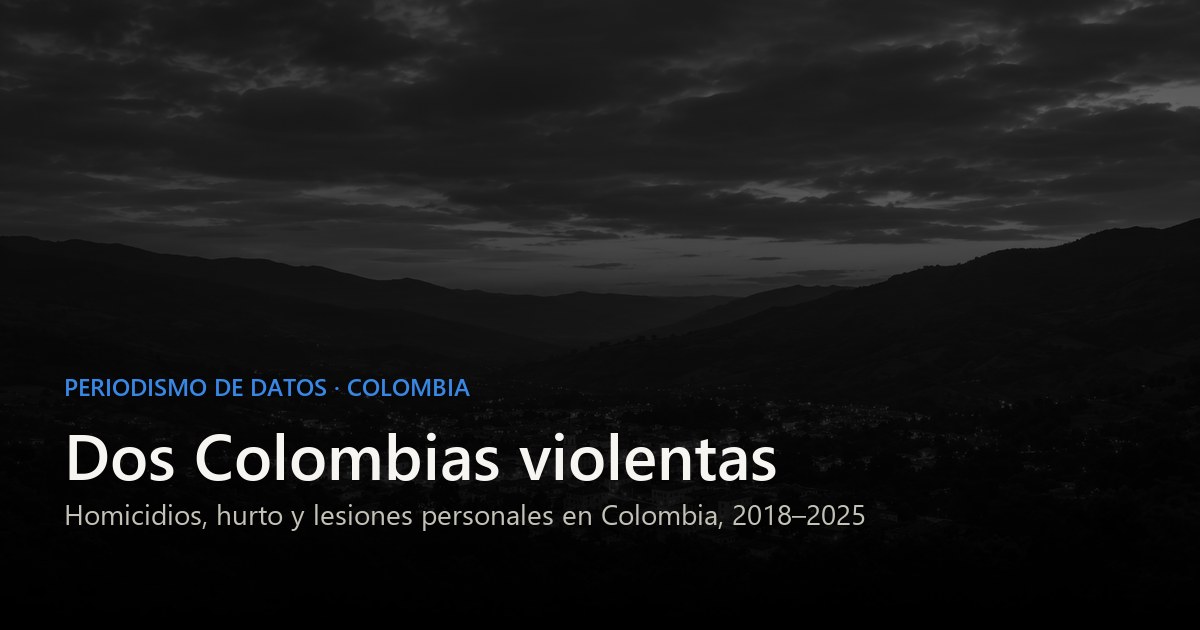 PERIODISMO DE DATOS · COLOMBIA
Dos Colombias violentas
Homicidios, hurto y lesiones personales en Colombia, 2018–2025